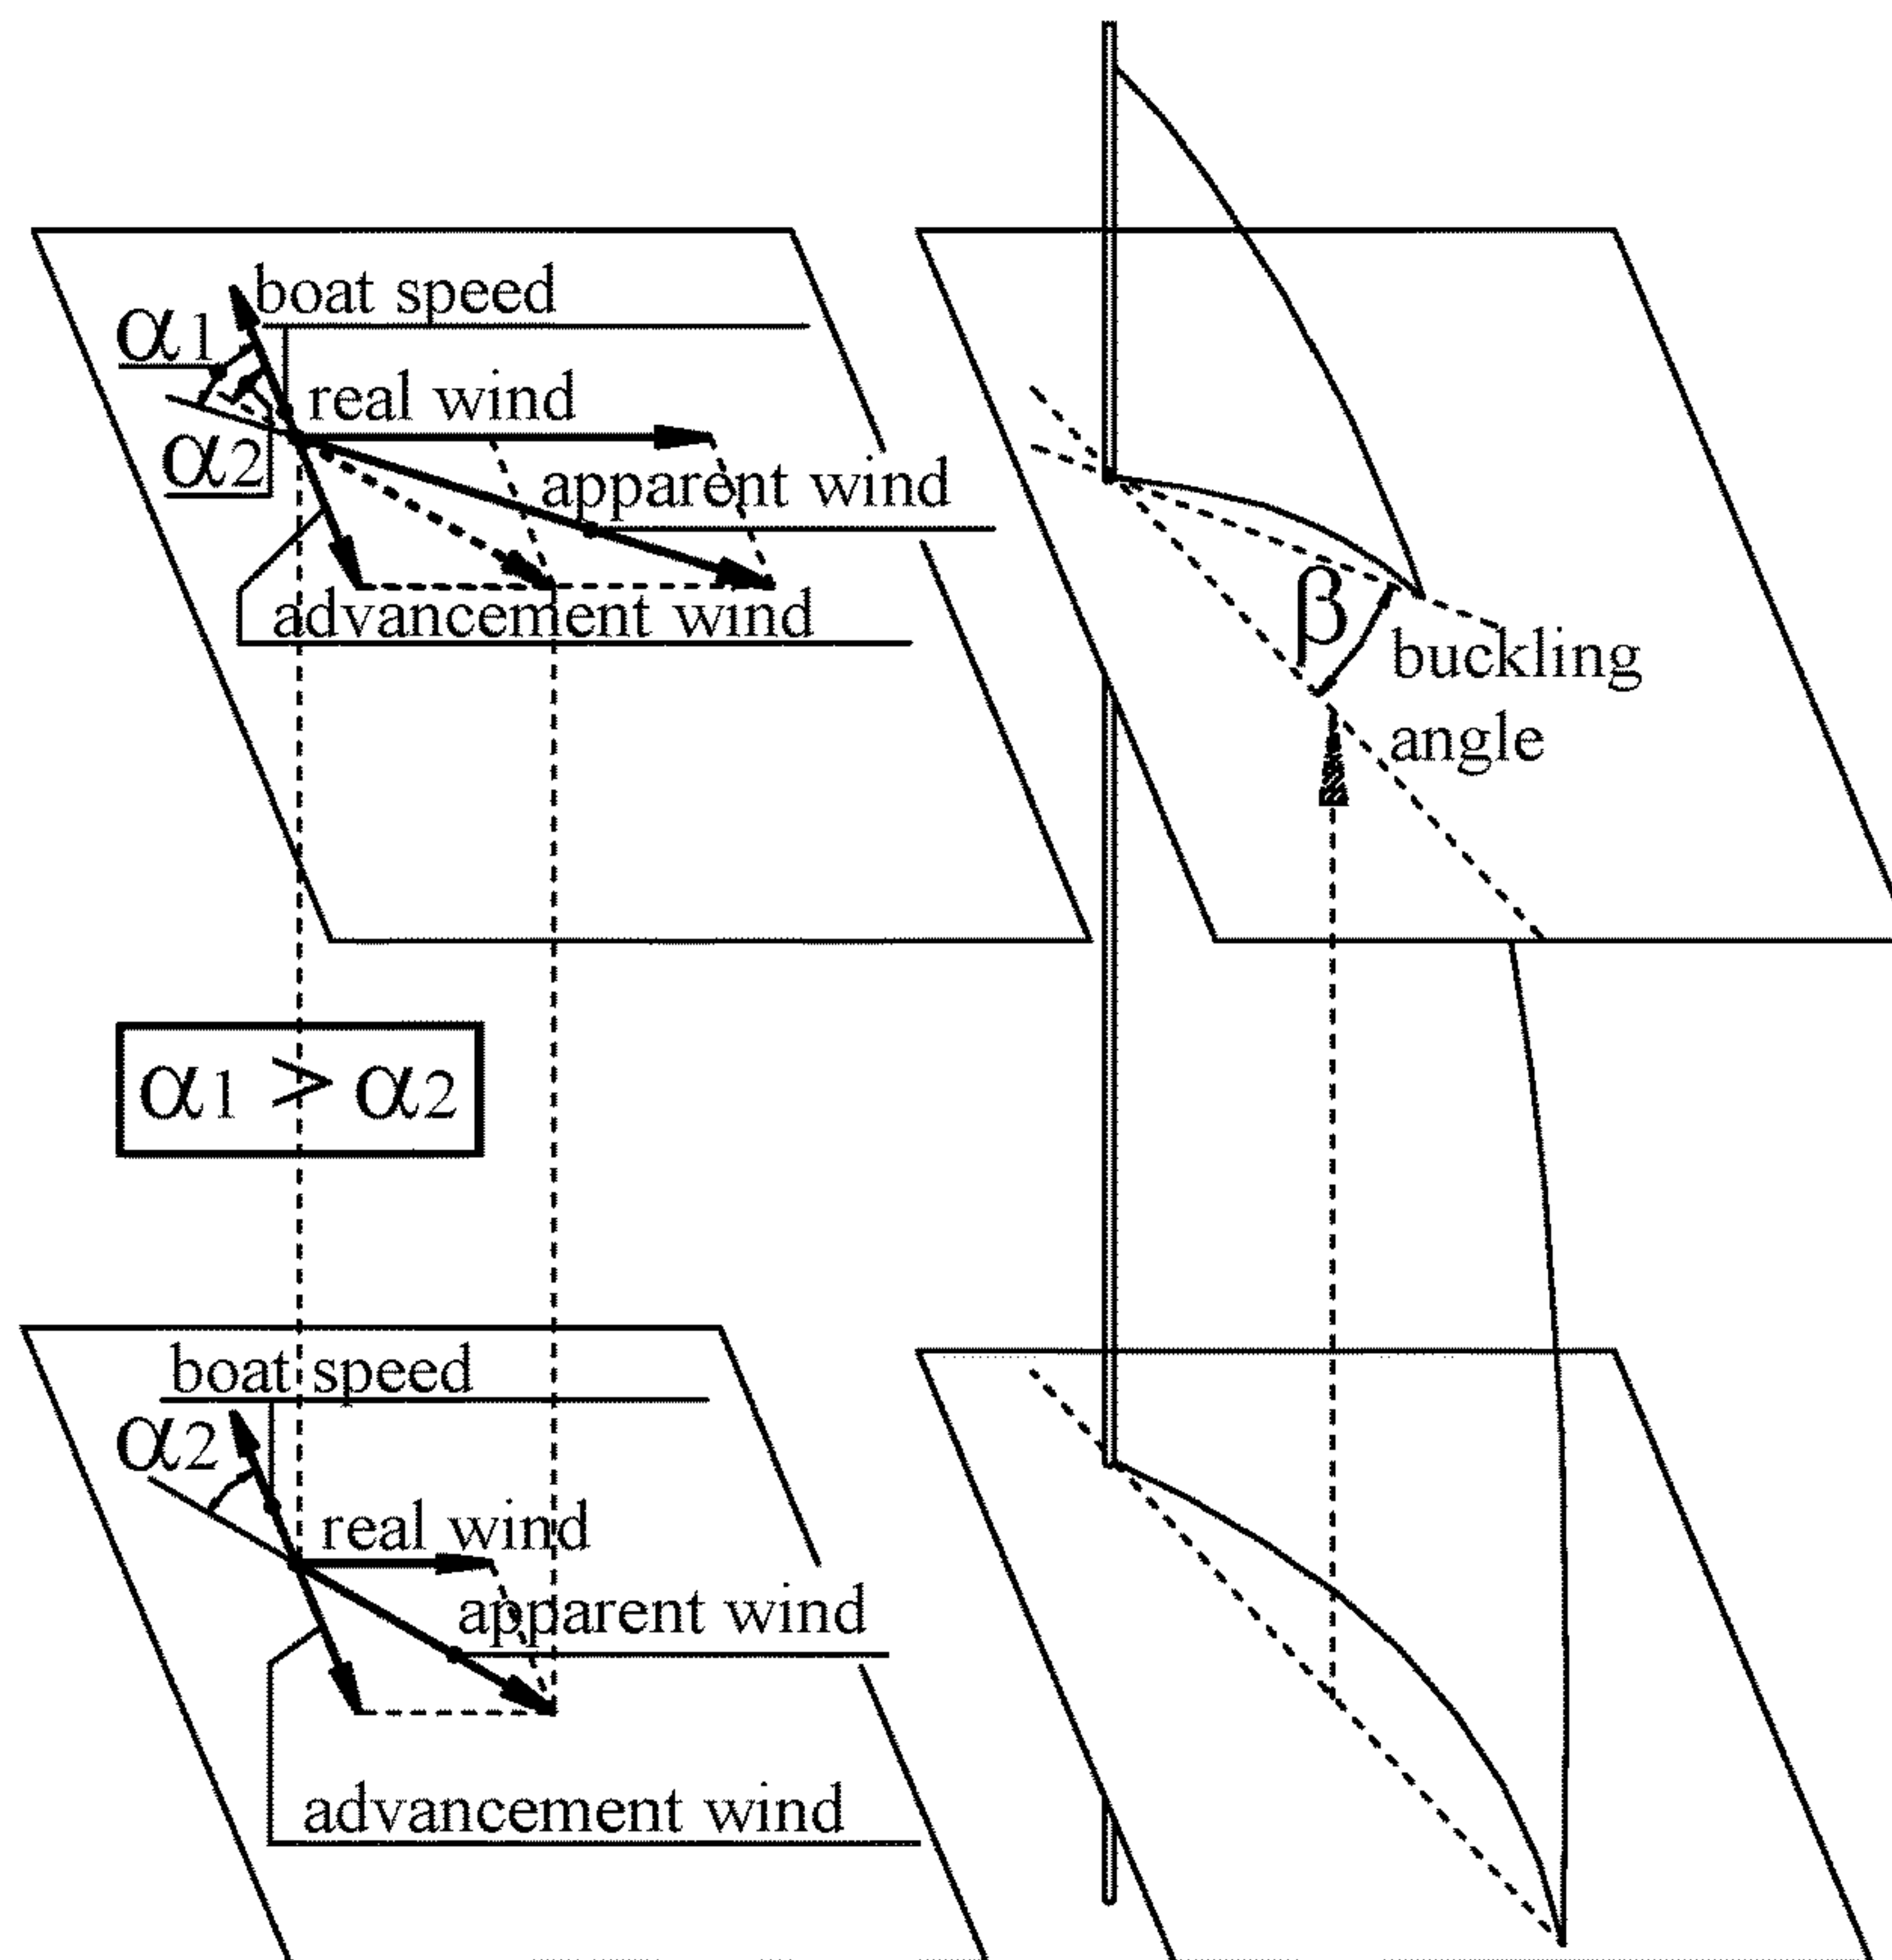 boat speed
α1
real wind
α2
apparent wind
advancement wind
β
buckling
angle
α1 > α2
boat speed
α2
real wind
apparent wind
advancement wind